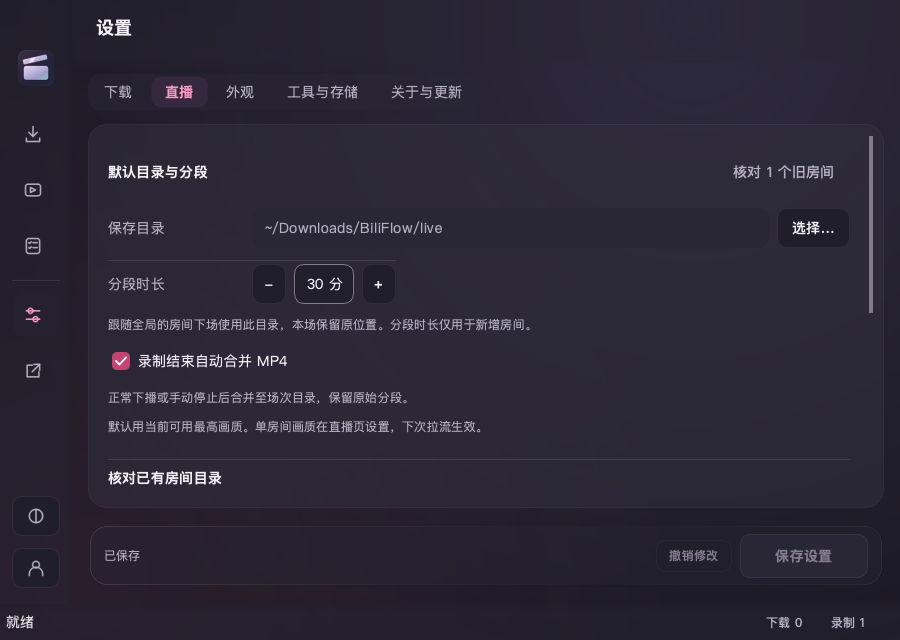 设置
下载 直播 外观 工具与存储 关于与更新
默认目录与分段 核对 1 个旧房间
保存目录 ~/Downloads/BiliFlow/live 选择...
分段时长 − 30 分 +
跟随全局的房间下场使用此目录，本场保留原位置。分段时长仅用于新增房间。
录制结束自动合并 MP4
正常下播或手动停止后合并至场次目录，保留原始分段。
默认用当前可用最高画质。单房间画质在直播页设置，下次拉流生效。
核对已有房间目录
已保存 撤销修改 保存设置
就绪 下载 0 录制 1